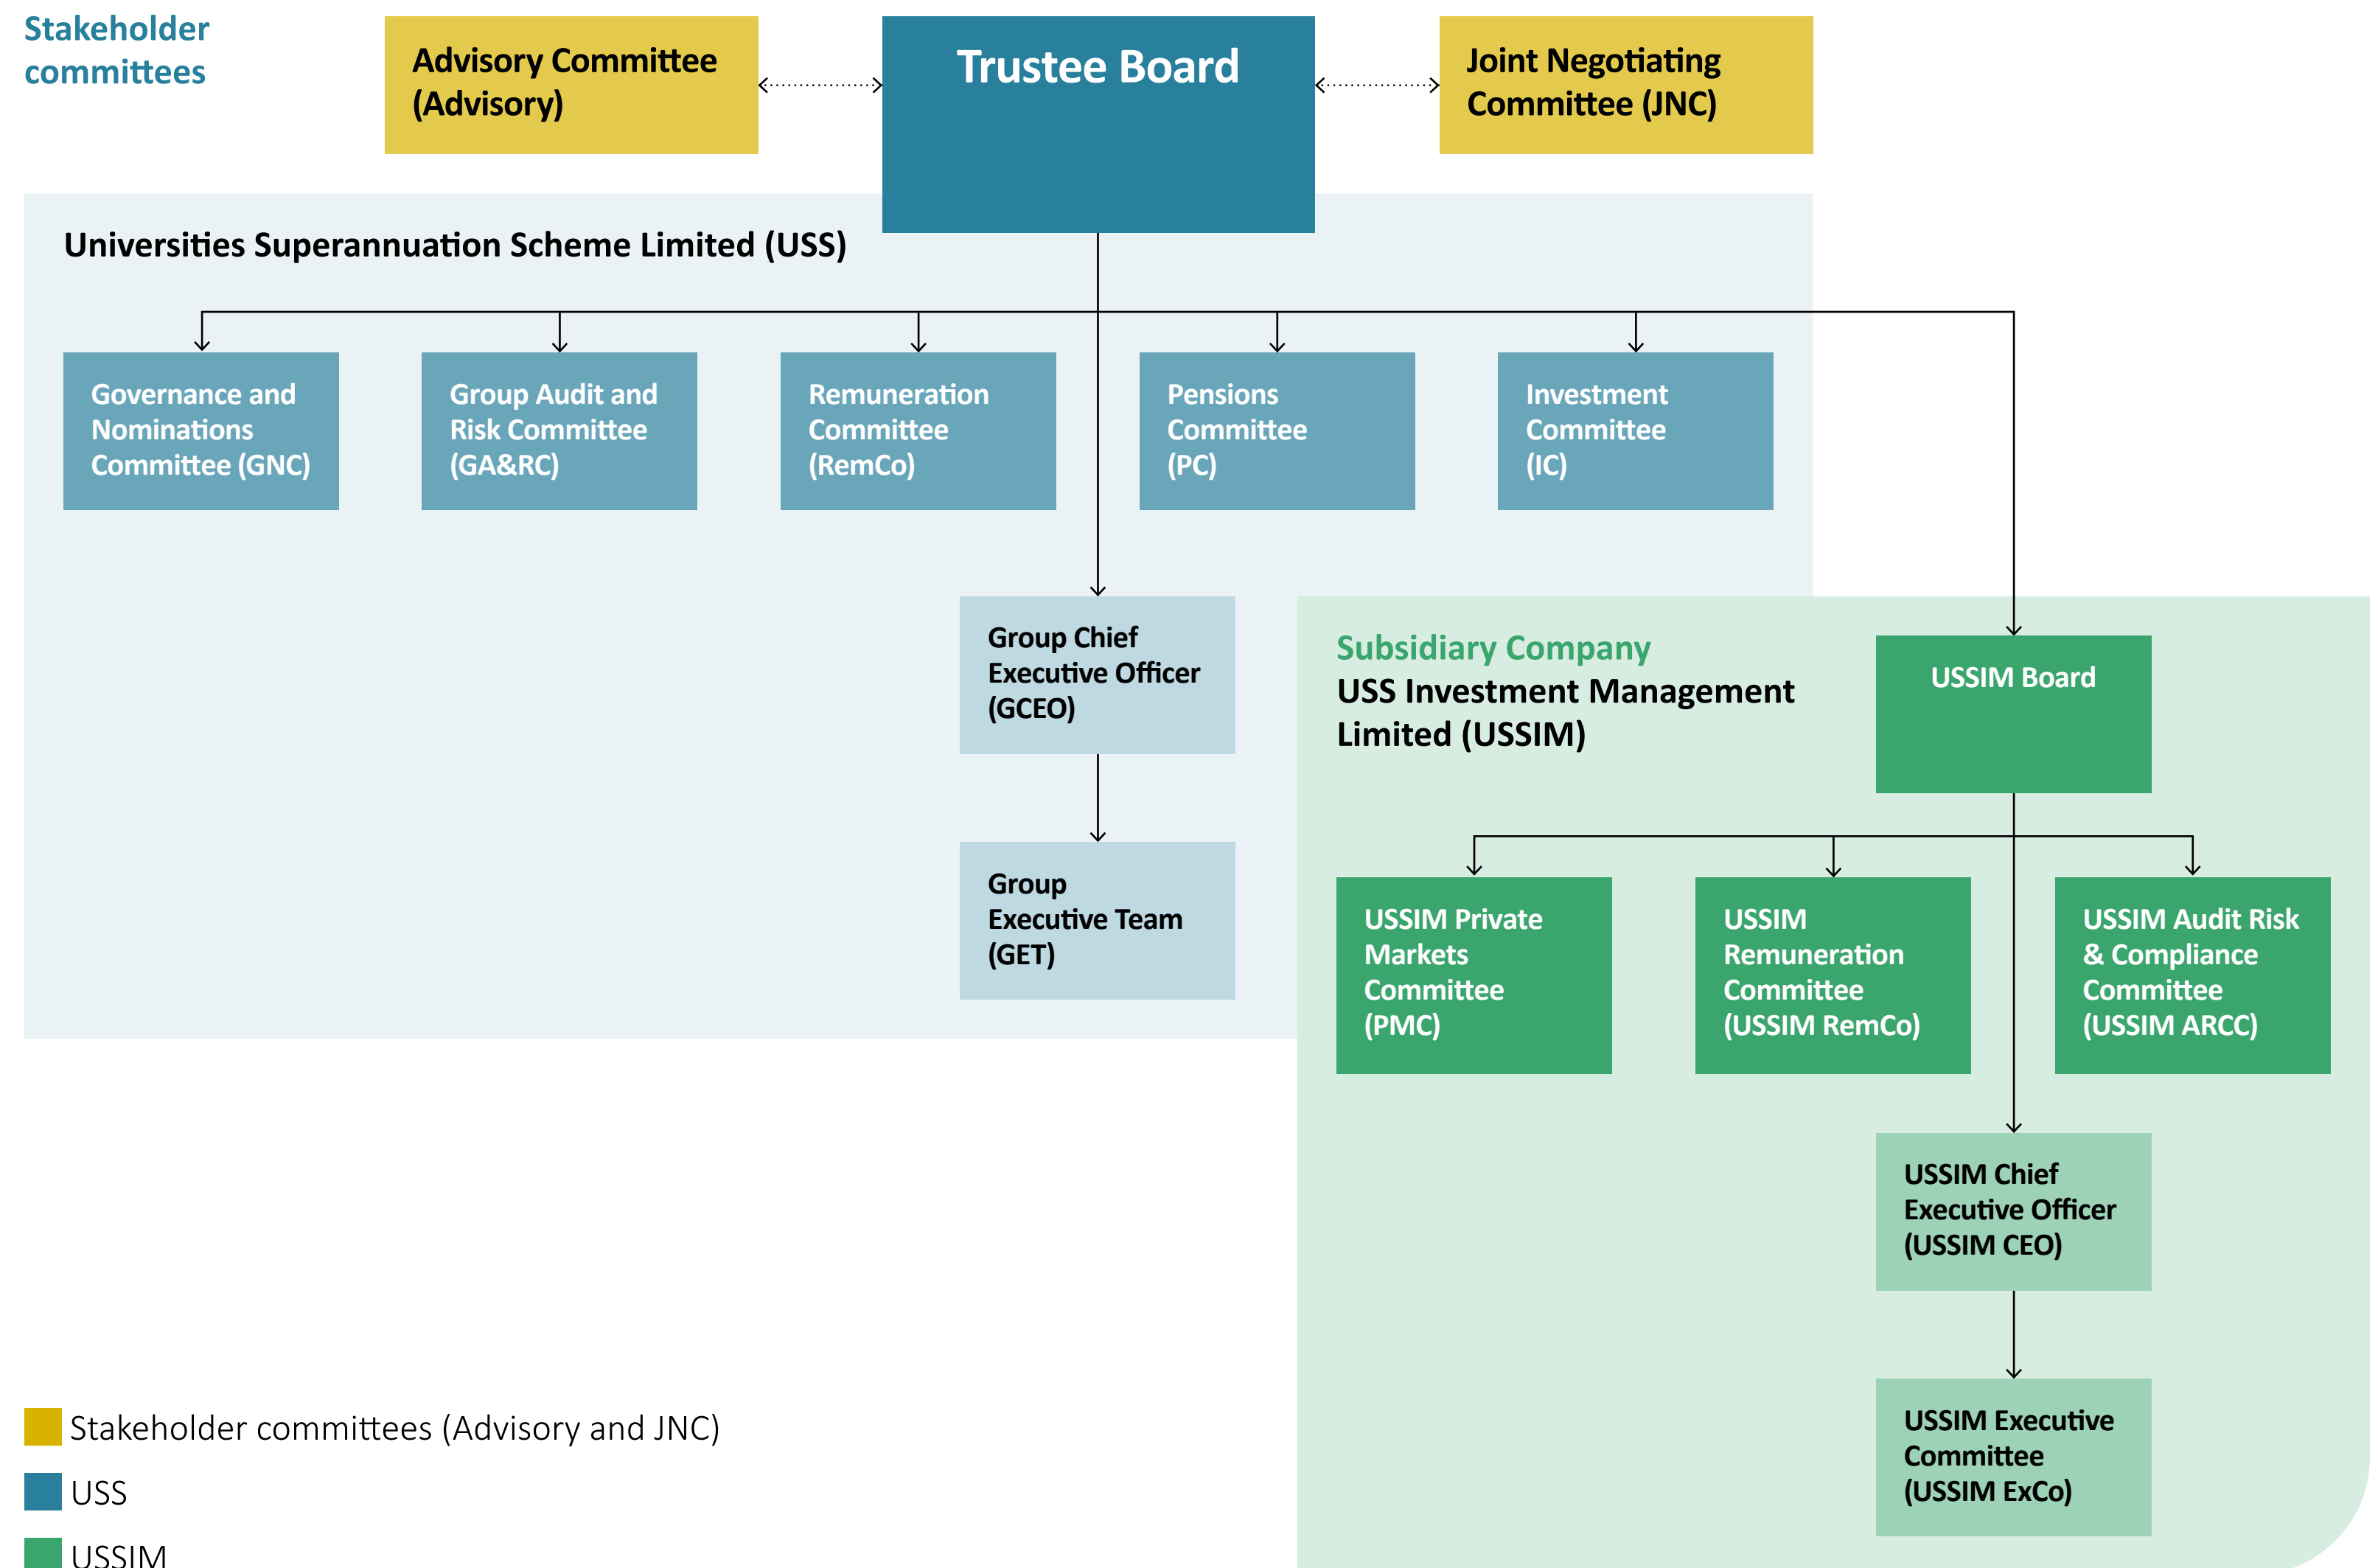 Stakeholder
committees
Advisory Committee
(Advisory)
Trustee Board
Joint Negotiating
Committee (JNC)
Universities Superannuation Scheme Limited (USS)
Governance and
Nominations
Committee (GNC)
Group Audit and
Risk Committee
(GA&RC)
Remuneration
Committee
(RemCo)
Pensions
Committee
(PC)
Investment
Committee
(IC)
Group Chief
Executive Officer
(GCEO)
Group
Executive Team
(GET)
Subsidiary Company
USS Investment Management
Limited (USSIM)
USSIM Board
USSIM Private
Markets
Committee
(PMC)
USSIM
Remuneration
Committee
(USSIM RemCo)
USSIM Audit Risk
& Compliance
Committee
(USSIM ARCC)
USSIM Chief
Executive Officer
(USSIM CEO)
USSIM Executive
Committee
(USSIM ExCo)
Stakeholder committees (Advisory and JNC)
USS
USSIM